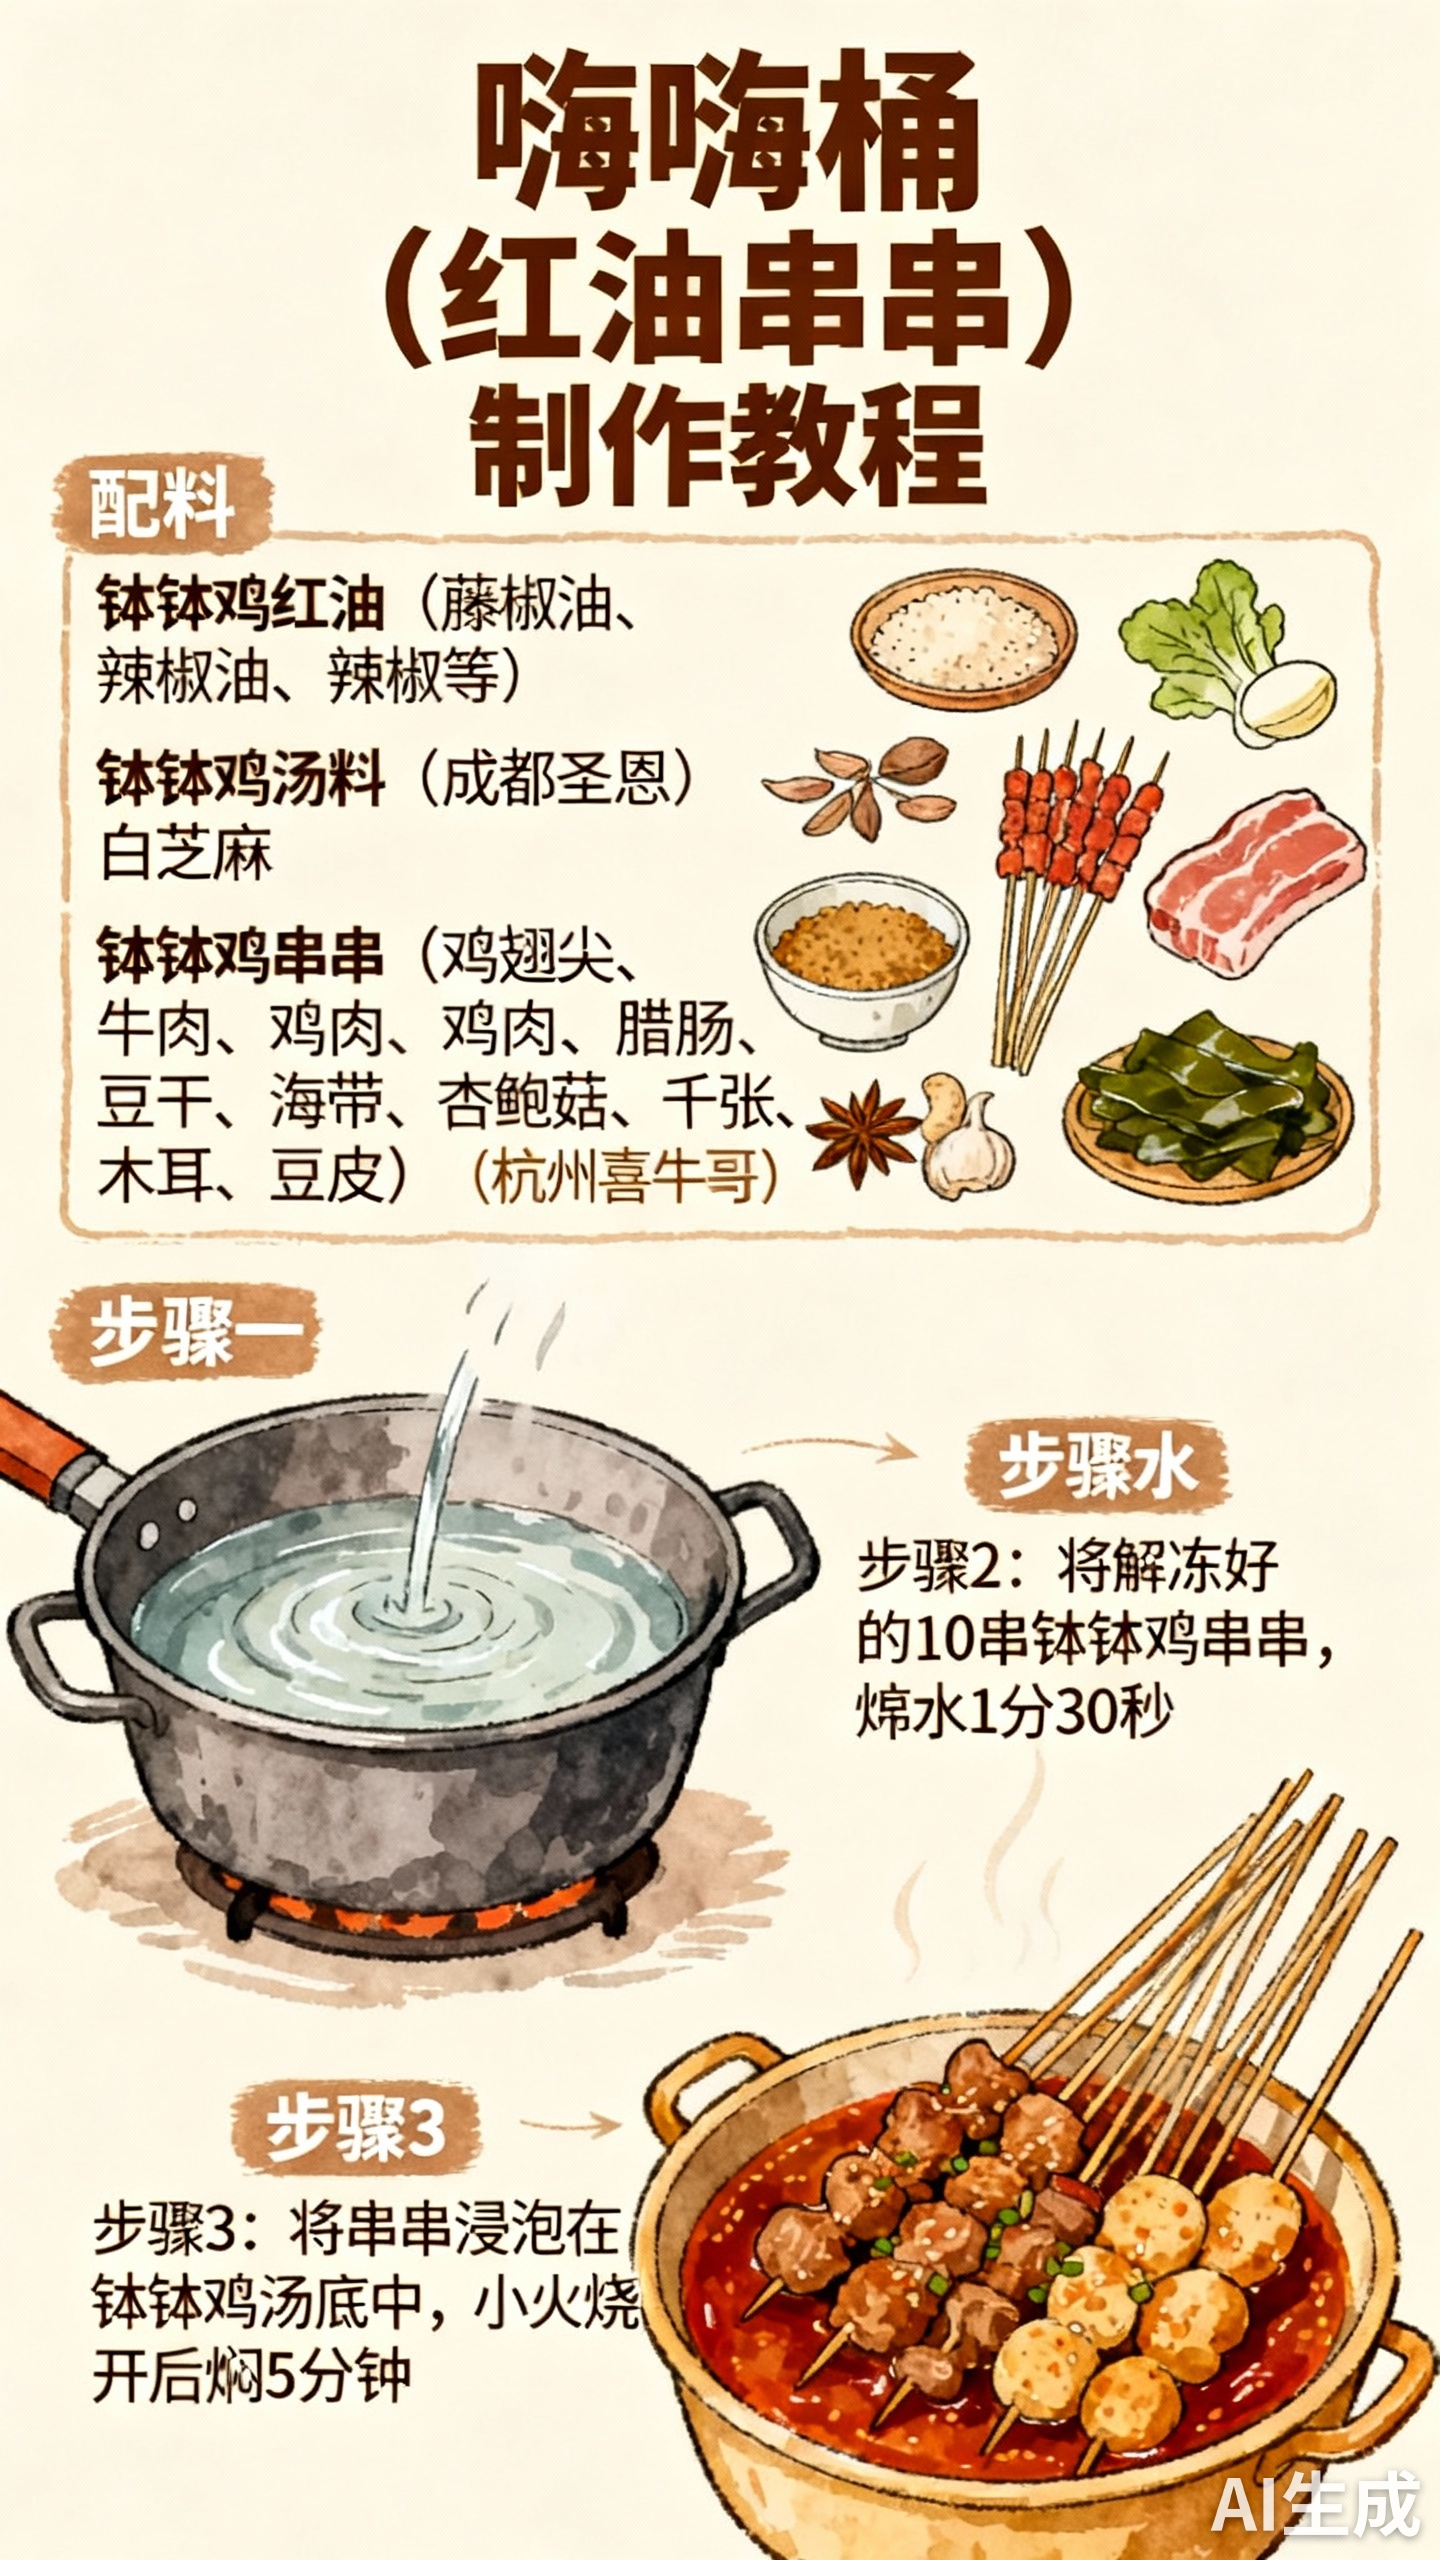 嗨嗨桶
（红油串串）
制作教程
配料
钵钵鸡红油（藤椒油、
辣椒油、辣椒等）
钵钵鸡汤料（成都圣恩）
白芝麻
钵钵鸡串串（鸡翅尖、
牛肉、鸡肉、鸡肉、腊肠、
豆干、海带、杏鲍菇、千张、
木耳、豆皮）（杭州喜牛哥）
步骤一
步骤水
步骤2：将解冻好
的10串钵钵鸡串串，
水1分30秒
步骤3
步骤3：将串串浸泡在
钵钵鸡汤底中，小火烧
开后焖5分钟
AI生成